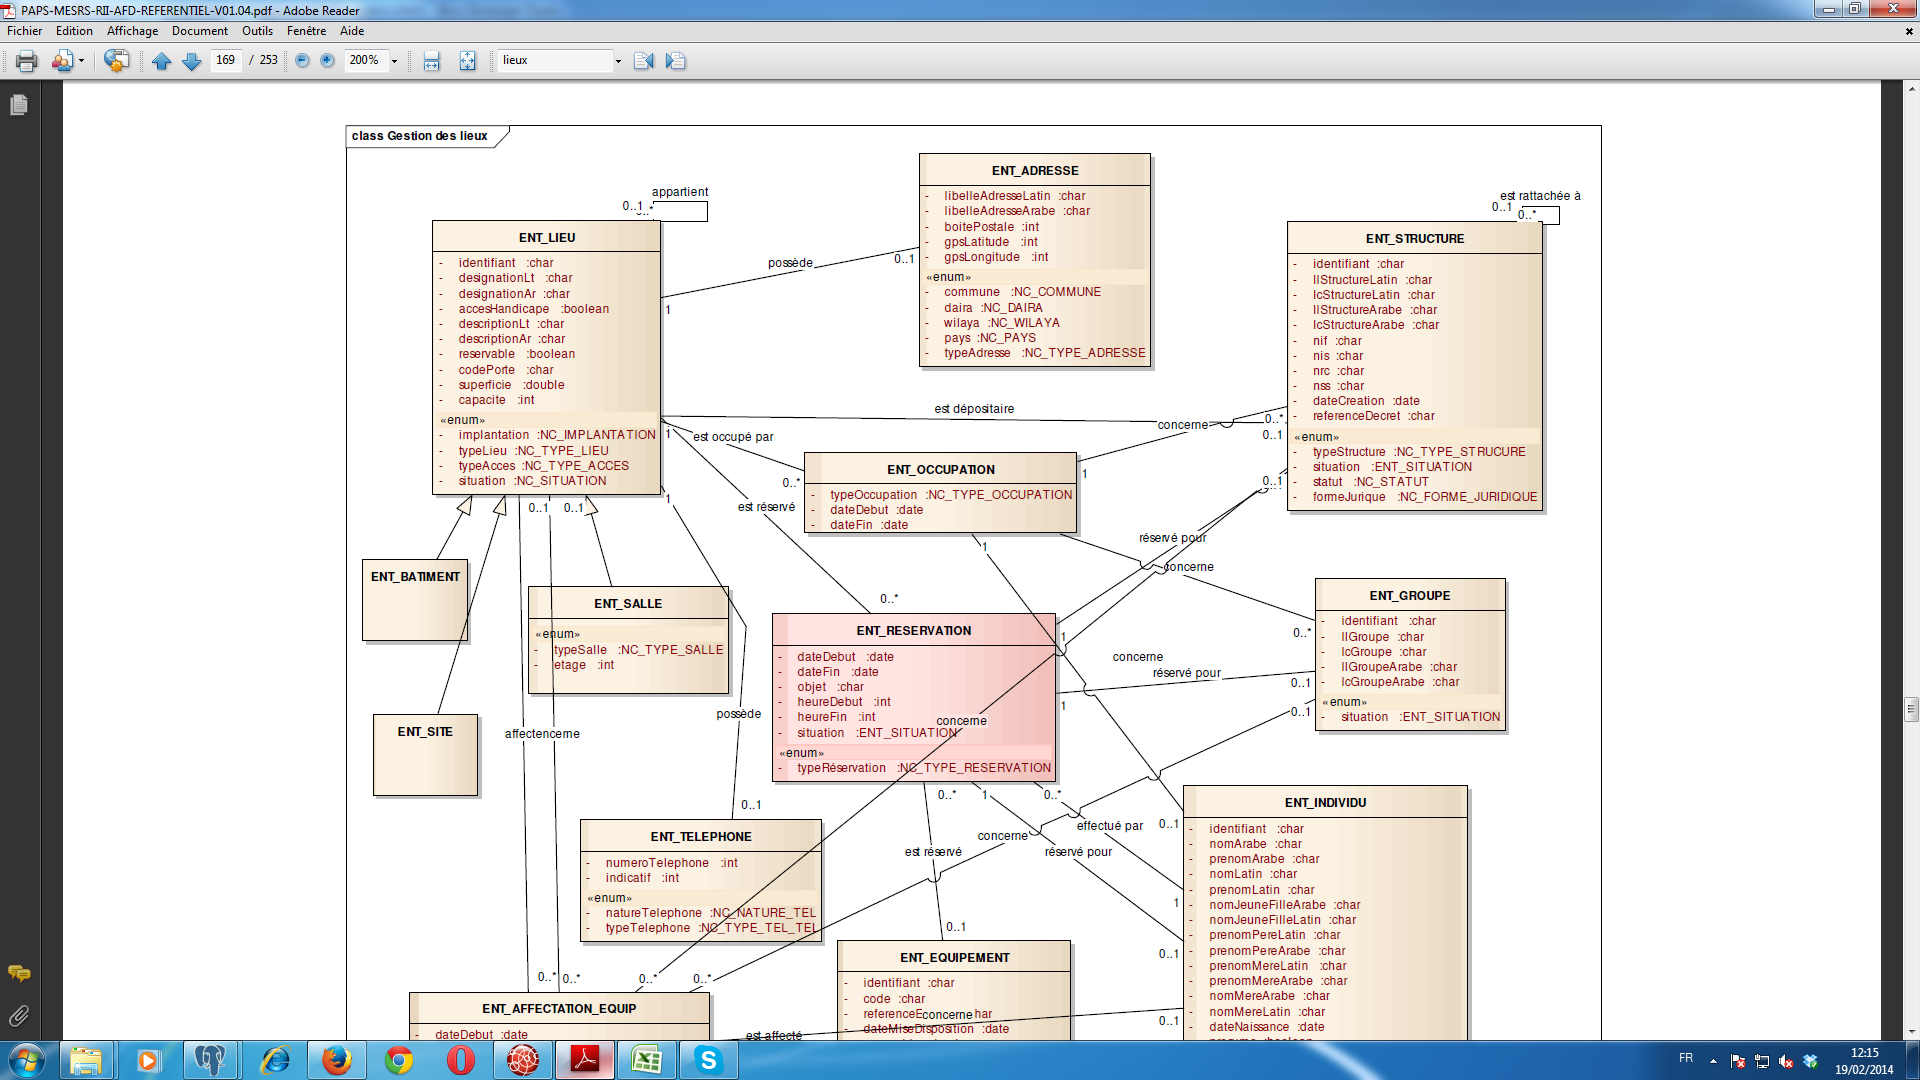 PAPS-MESRS-RII-AFD-REFERENTIEL-V01.04.pdf - Adobe Reader
Fichier Edition Affichage Document Outils Fenêtre Aide
169 / 253 200% lieux
class Gestion des lieux
appartient
0..1
0..*
ENT_LIEU
- identifiant :char
- designationLt :char
- designationAr :char
- accesHandicape :boolean
- descriptionLt :char
- descriptionAr :char
- reservable :boolean
- codePorte :char
- superficie :double
- capacite :int
«enum»
- implantation :NC_IMPLANTATION
- typeLieu :NC_TYPE_LIEU
- typeAcces :NC_TYPE_ACCES
- situation :NC_SITUATION
possède
0..1
1
ENT_ADRESSE
- libelleAdresseLatin :char
- libelleAdresseArabe :char
- boitePostale :int
- gpsLatitude :int
- gpsLongitude :int
«enum»
- commune :NC_COMMUNE
- daira :NC_DAIRA
- wilaya :NC_WILAYA
- pays :NC_PAYS
- typeAdresse :NC_TYPE_ADRESSE
est rattachée à
0..1
0..*
ENT_STRUCTURE
- identifiant :char
- llStructureLatin :char
- lcStructureLatin :char
- llStructureArabe :char
- lcStructureArabe :char
- nif :char
- nis :char
- nrc :char
- nss :char
- dateCreation :date
- referenceDecret :char
«enum»
- typeStructure :NC_TYPE_STRUCURE
- situation :ENT_SITUATION
- statut :NC_STATUT
- formeJurique :NC_FORME_JURIDIQUE
est dépositaire
concerne
0..*
0..1
1
est occupé par
0..*
1
ENT_OCCUPATION
- typeOccupation :NC_TYPE_OCCUPATION
- dateDebut :date
- dateFin :date
0..1
1
est réservé
0..1 0..1
1
réservé pour
concerne
ENT_BATIMENT
ENT_SALLE
«enum»
- typeSalle :NC_TYPE_SALLE
- etage :int
0..*
ENT_RESERVATION
- dateDebut :date
- dateFin :date
- objet :char
- heureDebut :int
- heureFin :int
- situation :ENT_SITUATION
«enum»
- typeRéservation :NC_TYPE_RESERVATION
concerne
ENT_GROUPE
- identifiant :char
- llGroupe :char
- lcGroupe :char
- llGroupeArabe :char
- lcGroupeArabe :char
«enum»
- situation :ENT_SITUATION
0..*
1
concerne
réservé pour
0..1
1
0..1
ENT_SITE
possède
0..1
0..* 1 0..*
effectué par
0..1
concerne
est réservé
réservé pour
1
0..1
0..1
0..1
ENT_TELEPHONE
- numeroTelephone :int
- indicatif :int
«enum»
- natureTelephone :NC_NATURE_TEL
- typeTelephone :NC_TYPE_TEL_TEL
ENT_INDIVIDU
- identifiant :char
- nomArabe :char
- prenomArabe :char
- nomLatin :char
- prenomLatin :char
- nomJeuneFilleArabe :char
- nomJeuneFilleLatin :char
- prenomPereLatin :char
- prenomPereArabe :char
- prenomMereLatin :char
- prenomMereArabe :char
- nomMereArabe :char
- nomMereLatin :char
- dateNaissance :date
0..* 0..* 0..* 0..*
ENT_AFFECTATION_EQUIP
- dateDebut :date
est affecté
ENT_EQUIPEMENT
- identifiant :char
- code :char
concerne
- dateMiseDisposition :date
FR
12:15
19/02/2014